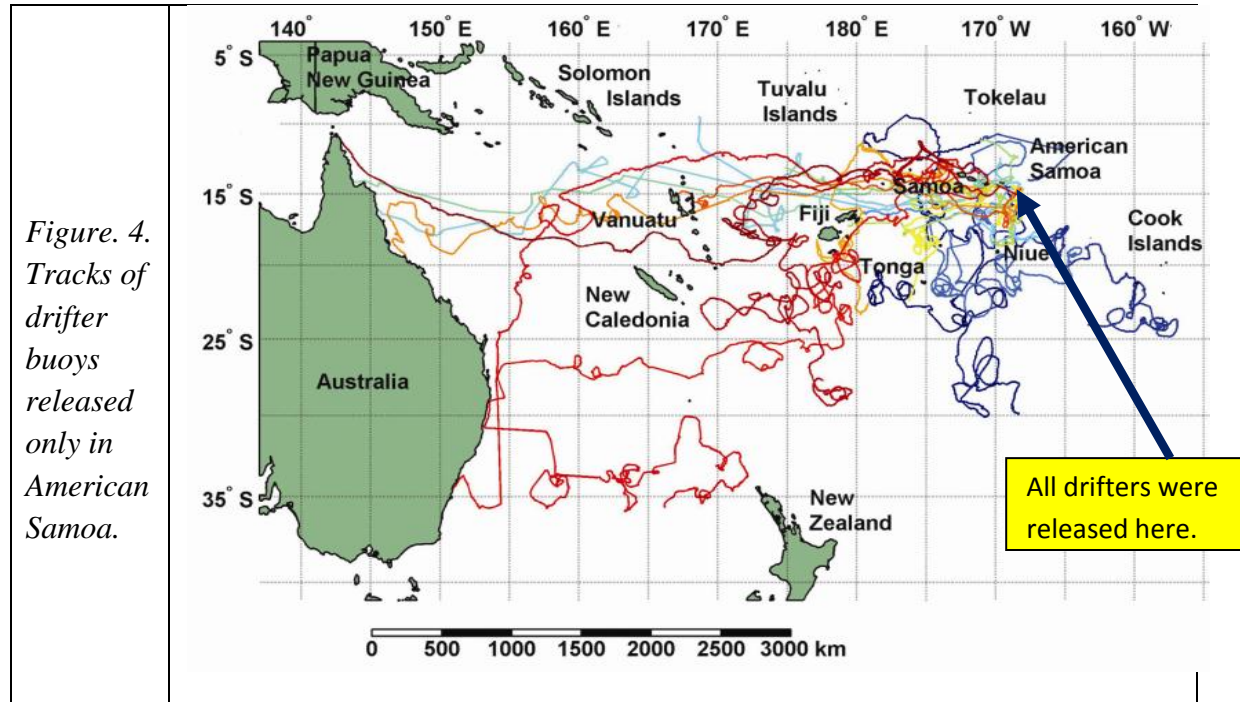 Figure. 4.
Tracks of
drifter
buoys
released
only in
American
Samoa.
140° 150° E 160° E 170° E 180° E 170° W 160° W
5° S
15° S
20° S
25° S
35° S
Papua
New Guinea
Solomon
Islands
Tuvalu
Islands
Tokelau
American
Samoa
Samoa
Vanuatu
Fiji
Cook
Islands
Tonga
Niue
New
Caledonia
Australia
New
Zealand
All drifters were
released here.
0 500 1000 1500 2000 2500 3000 km